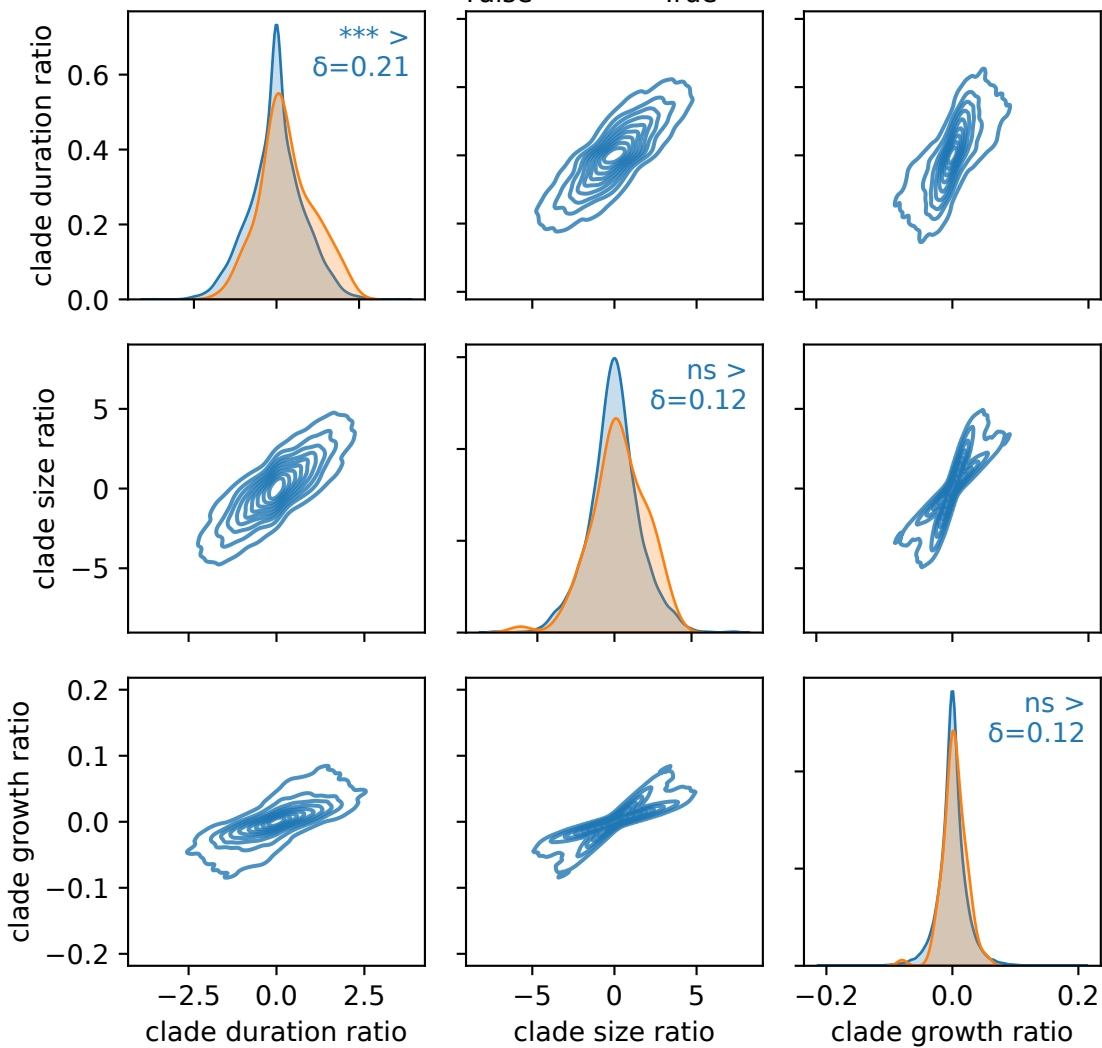 False True
clade duration ratio
0.6
0.4
0.2
0.0
*** >
δ=0.21
clade size ratio
5
0
−5
ns >
δ=0.12
clade growth ratio
0.2
0.1
0.0
−0.1
−0.2
ns >
δ=0.12
−2.5 0.0 2.5
−5 0 5
−0.2 0.0 0.2
clade duration ratio
clade size ratio
clade growth ratio